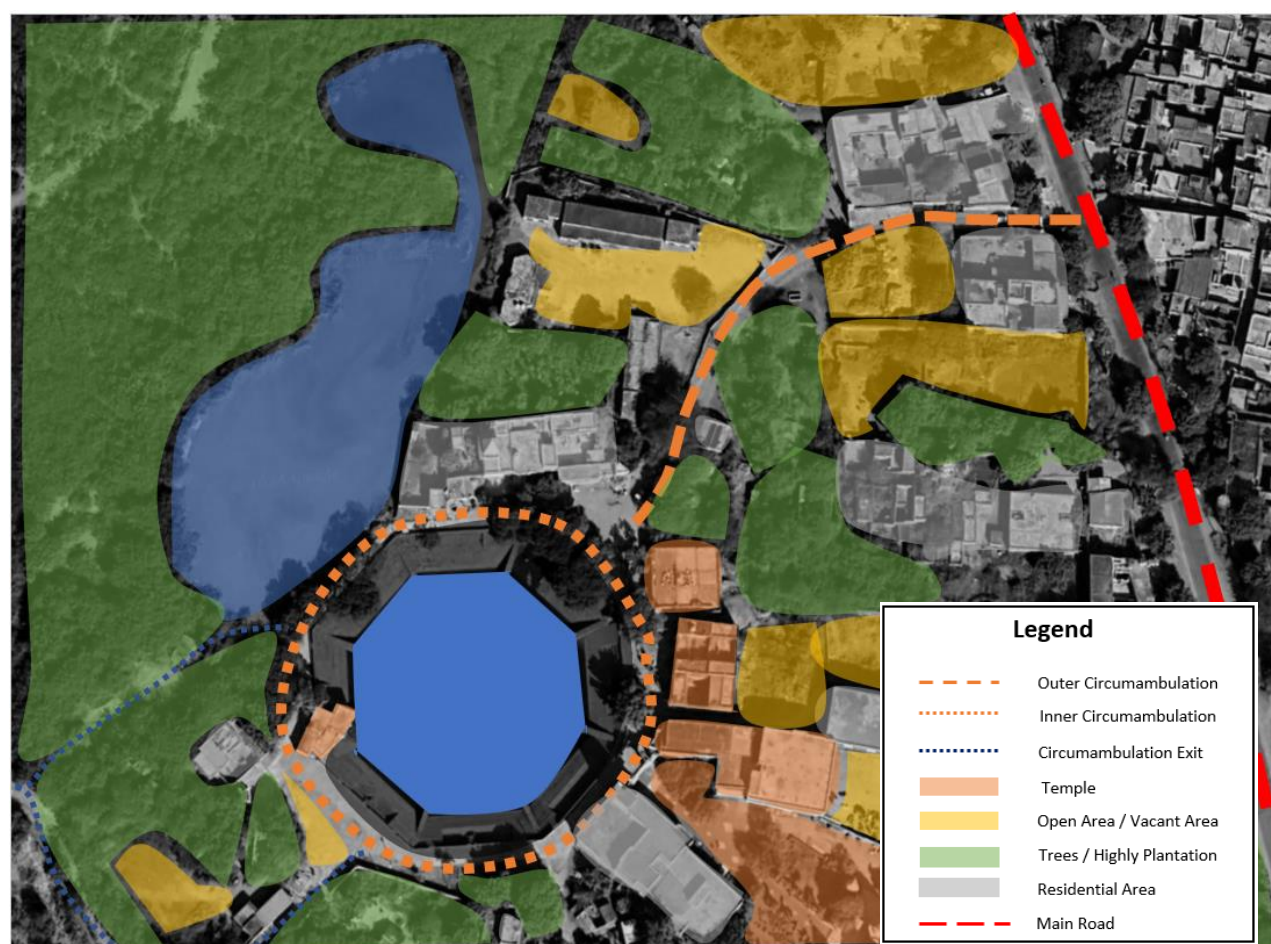 Legend
Outer Circumambulation
Inner Circumambulation
Circumambulation Exit
Temple
Open Area / Vacant Area
Trees / Highly Plantation
Residential Area
Main Road